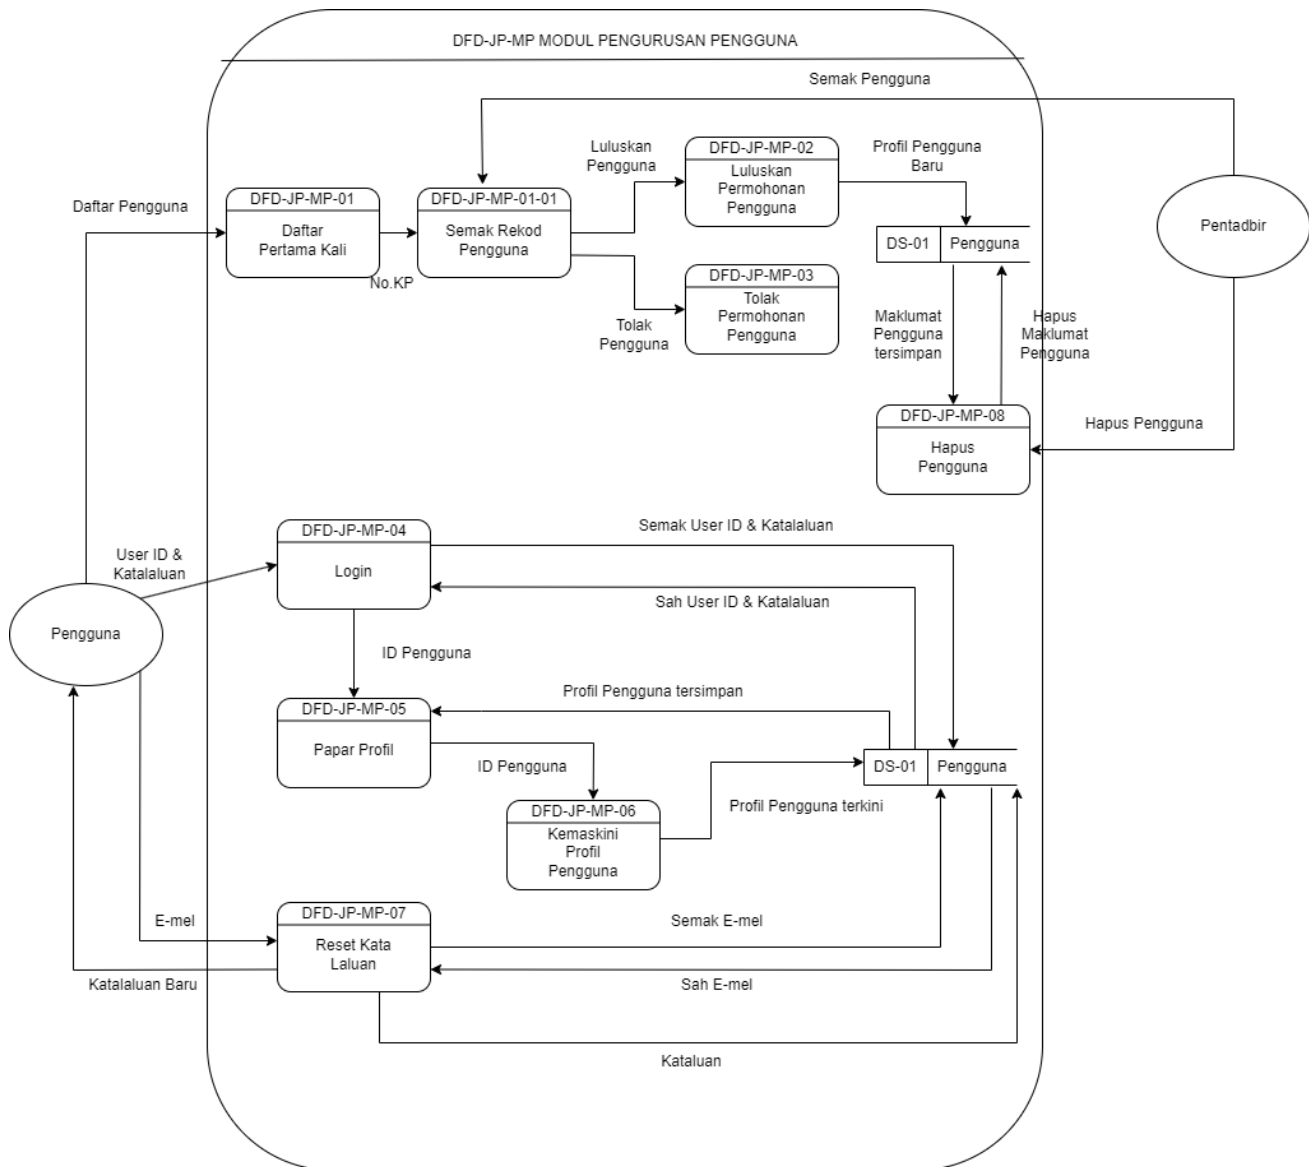 DFD-JP-MP MODUL PENGURUSAN PENGGUNA
Semak Pengguna
DFD-JP-MP-02
Luluskan
Permohonan
Pengguna
Luluskan
Pengguna
Profil Pengguna
Baru
DFD-JP-MP-01
Daftar
Pertama Kali
DFD-JP-MP-01-01
Semak Rekod
Pengguna
Daftar Pengguna
Pentadbir
DS-01
Pengguna
No.KP
DFD-JP-MP-03
Tolak
Permohonan
Pengguna
Tolak
Pengguna
Maklumat
Pengguna
tersimpan
Hapus
Maklumat
Pengguna
DFD-JP-MP-08
Hapus
Pengguna
Hapus Pengguna
DFD-JP-MP-04
Login
Semak User ID & Katalaluan
User ID &
Katalaluan
Sah User ID & Katalaluan
Pengguna
ID Pengguna
Profil Pengguna tersimpan
DFD-JP-MP-05
Papar Profil
ID Pengguna
DS-01
Pengguna
DFD-JP-MP-06
Kemaskini
Profil
Pengguna
Profil Pengguna terkini
DFD-JP-MP-07
Reset Kata
Laluan
E-mel
Semak E-mel
Katalaluan Baru
Sah E-mel
Kataluan